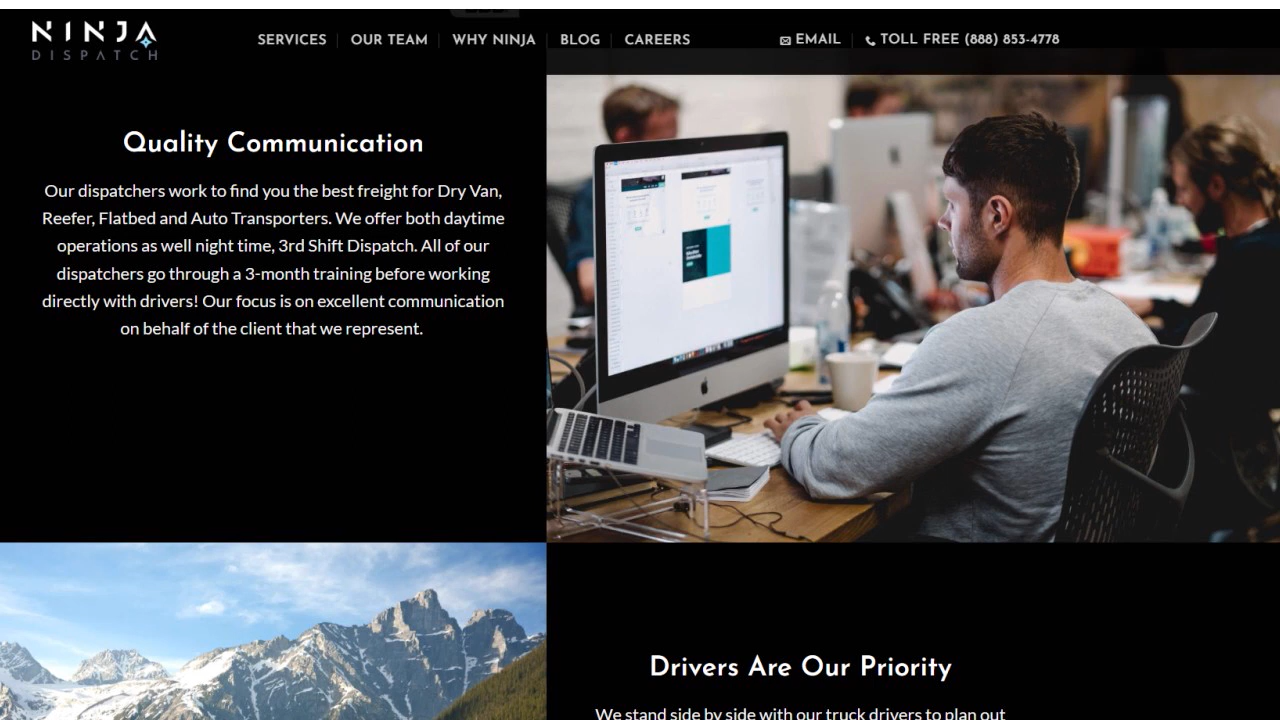 NINJA
DISPATCH
SERVICES
OUR TEAM
WHY NINJA
BLOG
CAREERS
EMAIL
TOLL FREE (888) 853-4778
Quality Communication
Our dispatchers work to find you the best freight for Dry Van,
Reefer, Flatbed and Auto Transporters. We offer both daytime
operations as well night time, 3rd Shift Dispatch. All of our
dispatchers go through a 3-month training before working
directly with drivers! Our focus is on excellent communication
on behalf of the client that we represent.
Drivers Are Our Priority
We stand side by side with our truck drivers to plan out